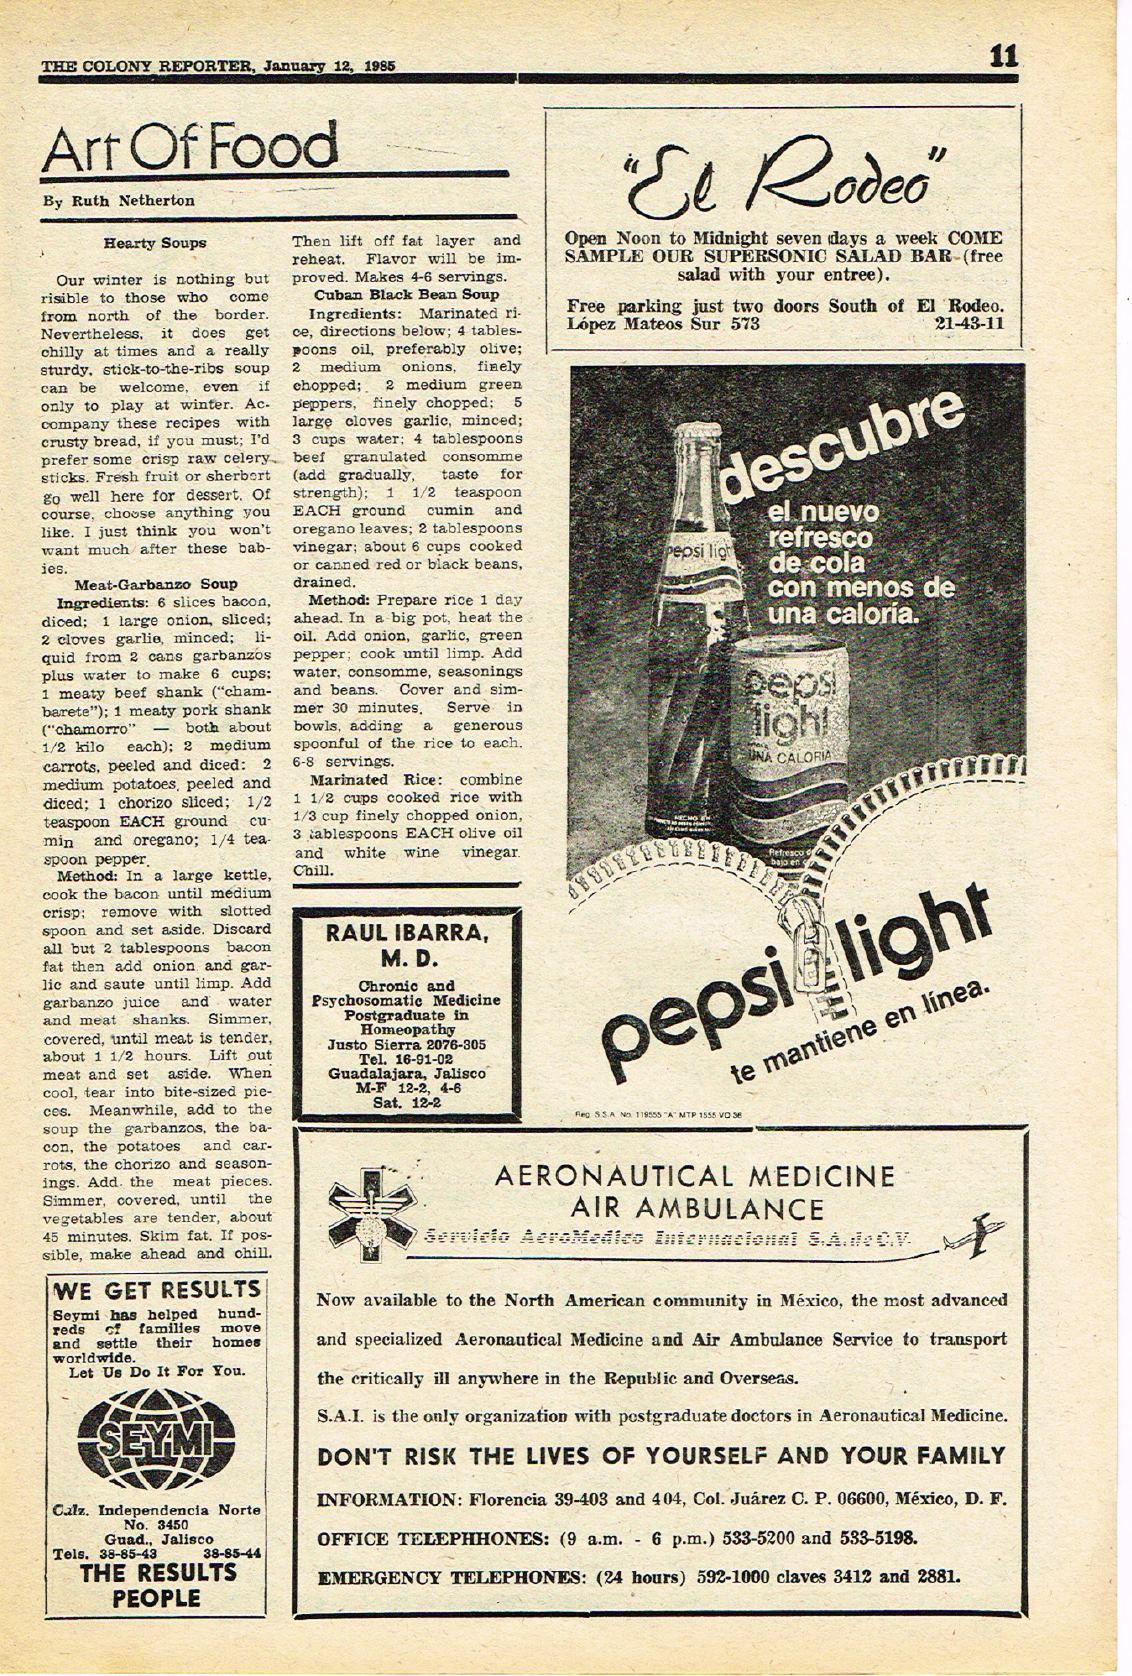 THE COLONY REPORTER, January 12, 1985
11
Art Of Food
By Ruth Netherton
Hearty Soups
Our winter is nothing but
risible to those who come
from north of the border.
Nevertheless, it does get
chilly at times and a really
sturdy, stick-to-the-ribs soup
can be welcome, even if
only to play at winter. Ac-
company these recipes with
crusty bread, if you must; I'd
prefer some crisp raw celery
sticks. Fresh fruit or sherbert
go well here for dessert. Of
course, choose anything you
like. I just think you won't
want much after these bab-
ies.
Meat-Garbanzo Soup
Ingredients: 6 slices bacon,
diced; 1 large onion, sliced;
2 cloves garlic, minced; li-
quid from 2 cans garbanzos
plus water to make 6 cups;
1 meaty beef shank ("cham-
barete"); 1 meaty pork shank
("chamorro" — both about
1/2 kilo each); 2 medium
carrots, peeled and diced: 2
medium potatoes, peeled and
diced; 1 chorizo sliced; 1/2
teaspoon EACH ground cu-
min and oregano; 1/4 tea-
spoon pepper.
Method: In a large kettle,
cook the bacon until medium
crisp; remove with slotted
spoon and set aside. Discard
all but 2 tablespoons bacon
fat then add onion and gar-
lic and saute until limp. Add
garbanzo juice and water
and meat shanks. Simmer,
covered, until meat is tender,
about 1 1/2 hours. Lift out
meat and set aside. When
cool, tear into bite-sized pie-
ces. Meanwhile, add to the
soup the garbanzos, the ba-
con, the potatoes and car-
rots, the chorizo and season-
ings. Add the meat pieces.
Simmer, covered, until the
vegetables are tender, about
45 minutes. Skim fat. If pos-
sible, make ahead and chill.
Then lift off fat layer and
reheat. Flavor will be im-
proved. Makes 4-6 servings.
Cuban Black Bean Soup
Ingredients: Marinated ri-
ce, directions below; 4 tables-
poons oil, preferably olive;
2 medium onions, finely
chopped; 2 medium green
peppers, finely chopped; 5
large cloves garlic, minced;
3 cups water; 4 tablespoons
beef granulated consomme
(add gradually, taste for
strength); 1 1/2 teaspoon
EACH ground cumin and
oregano leaves; 2 tablespoons
vinegar; about 6 cups cooked
or canned red or black beans,
drained.
Method: Prepare rice 1 day
ahead. In a big pot, heat the
oil. Add onion, garlic, green
pepper; cook until limp. Add
water, consomme, seasonings
and beans. Cover and sim-
mer 30 minutes. Serve in
bowls, adding a generous
spoonful of the rice to each.
6-8 servings.
Marinated Rice: combine
1 1/2 cups cooked rice with
1/3 cup finely chopped onion,
3 tablespoons EACH olive oil
and white wine vinegar.
Chill.
"El Rodeo"
Open Noon to Midnight seven days a week COME
SAMPLE OUR SUPERSONIC SALAD BAR (free
salad with your entree).
Free parking just two doors South of El Rodeo.
López Mateos Sur 573 21-43-11
descubre
el nuevo
refresco
de cola
con menos de
una caloría.
pepsi light
pepsi
light
UNA CALORIA
HECHO EN
Refresco de
bajo en
pepsi light
te mantiene en línea.
Reg. S.S.A. No. 119555 "A" MTP 1555 VO 36
RAUL IBARRA,
M. D.
Chronic and
Psychosomatic Medicine
Postgraduate in
Homeopathy
Justo Sierra 2076-305
Tel. 16-91-02
Guadalajara, Jalisco
M-F 12-2, 4-6
Sat. 12-2
WE GET RESULTS
Seymi has helped hund-
reds of families move
and settle their homes
worldwide.
Let Us Do It For You.
SEYMI
Calz. Independencia Norte
No. 3450
Guad., Jalisco
Tels. 38-85-43 38-85-44
THE RESULTS
PEOPLE
AERONAUTICAL MEDICINE
AIR AMBULANCE
Servicio AeroMedico Internacional S.A. de C.V.
Now available to the North American community in México, the most advanced
and specialized Aeronautical Medicine and Air Ambulance Service to transport
the critically ill anywhere in the Republic and Overseas.
S.A.I. is the only organization with postgraduate doctors in Aeronautical Medicine.
DON'T RISK THE LIVES OF YOURSELF AND YOUR FAMILY
INFORMATION: Florencia 39-403 and 404, Col. Juárez C. P. 06600, México, D. F.
OFFICE TELEPHHONES: (9 a.m. - 6 p.m.) 533-5200 and 533-5198.
EMERGENCY TELEPHONES: (24 hours) 592-1000 claves 3412 and 2881.